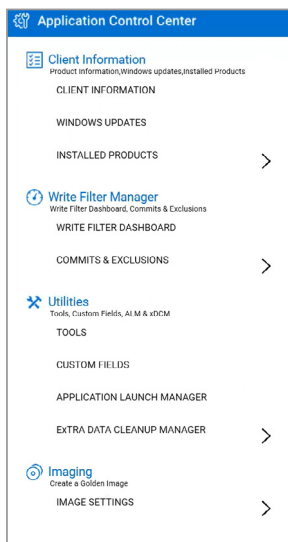 Application Control Center
Client Information
Product Information,Windows updates,Installed Products
CLIENT INFORMATION
WINDOWS UPDATES
INSTALLED PRODUCTS
Write Filter Manager
Write Filter Dashboard, Commits & Exclusions
WRITE FILTER DASHBOARD
COMMITS & EXCLUSIONS
Utilities
Tools, Custom Fields, ALM & xDCM
TOOLS
CUSTOM FIELDS
APPLICATION LAUNCH MANAGER
ExTRA DATA CLEANUP MANAGER
Imaging
Create a Golden Image
IMAGE SETTINGS